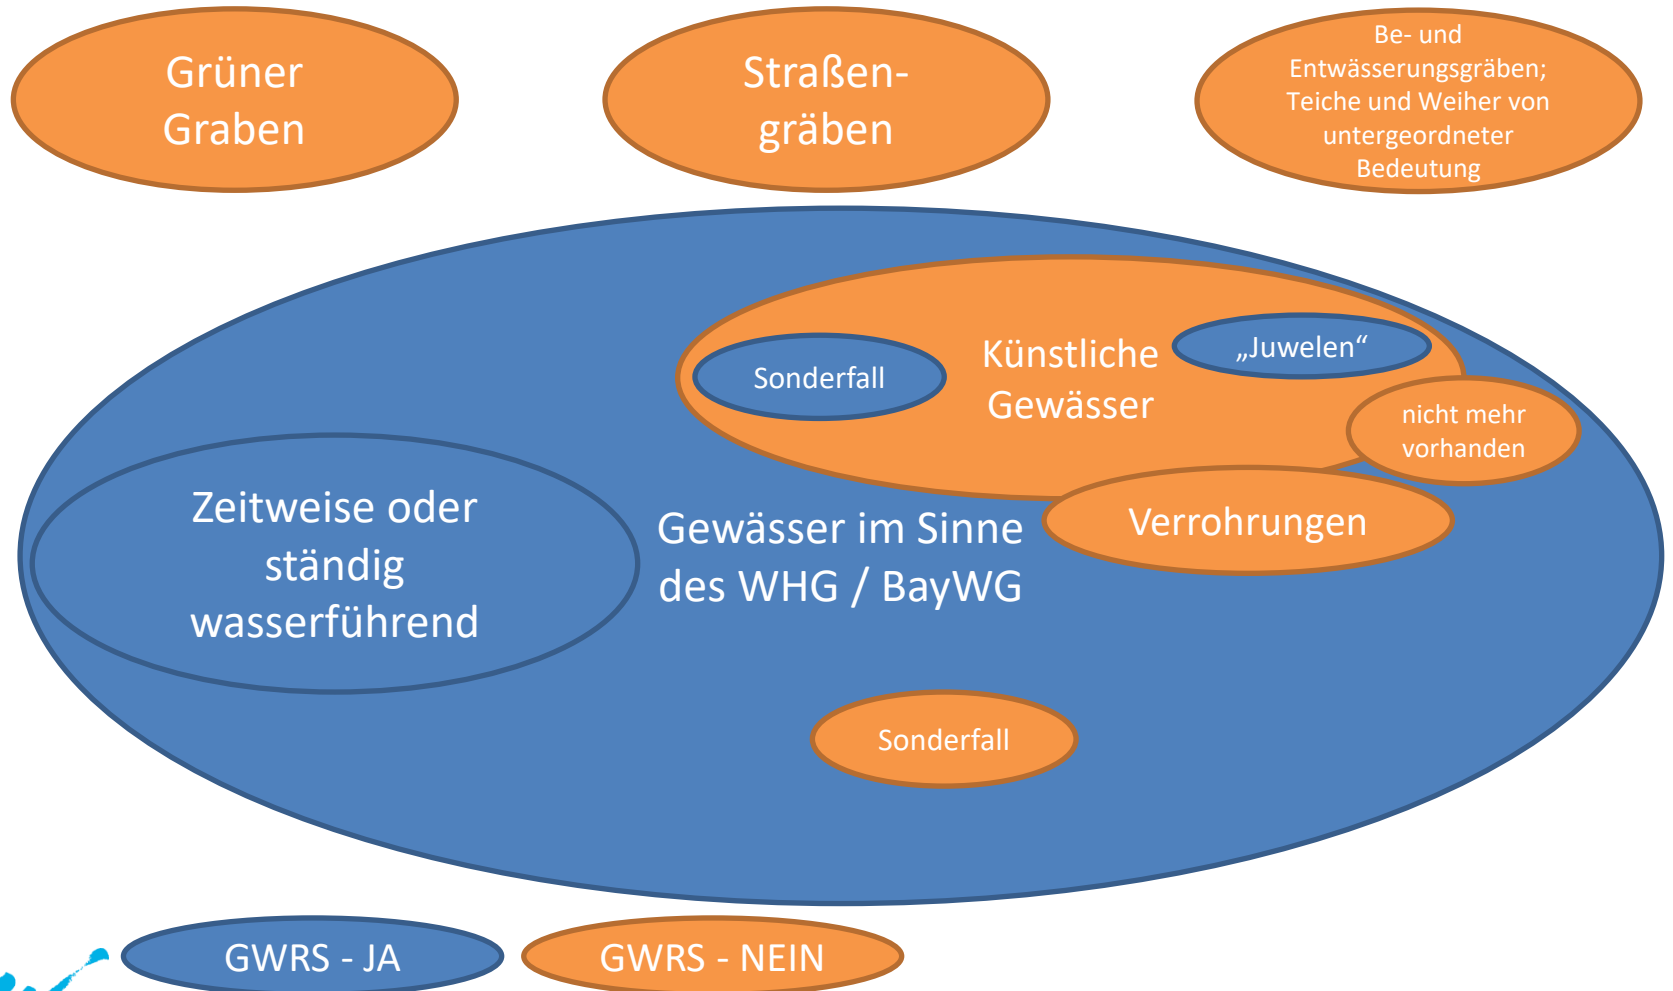 Grüner
Graben
Straßen-
gräben
Be- und
Entwässerungsgräben;
Teiche und Weiher von
untergeordneter
Bedeutung
Künstliche
Gewässer
Sonderfall
„Juwelen“
nicht mehr
vorhanden
Verrohrungen
Zeitweise oder
ständig
wasserführend
Gewässer im Sinne
des WHG / BayWG
Sonderfall
GWRS - JA
GWRS - NEIN